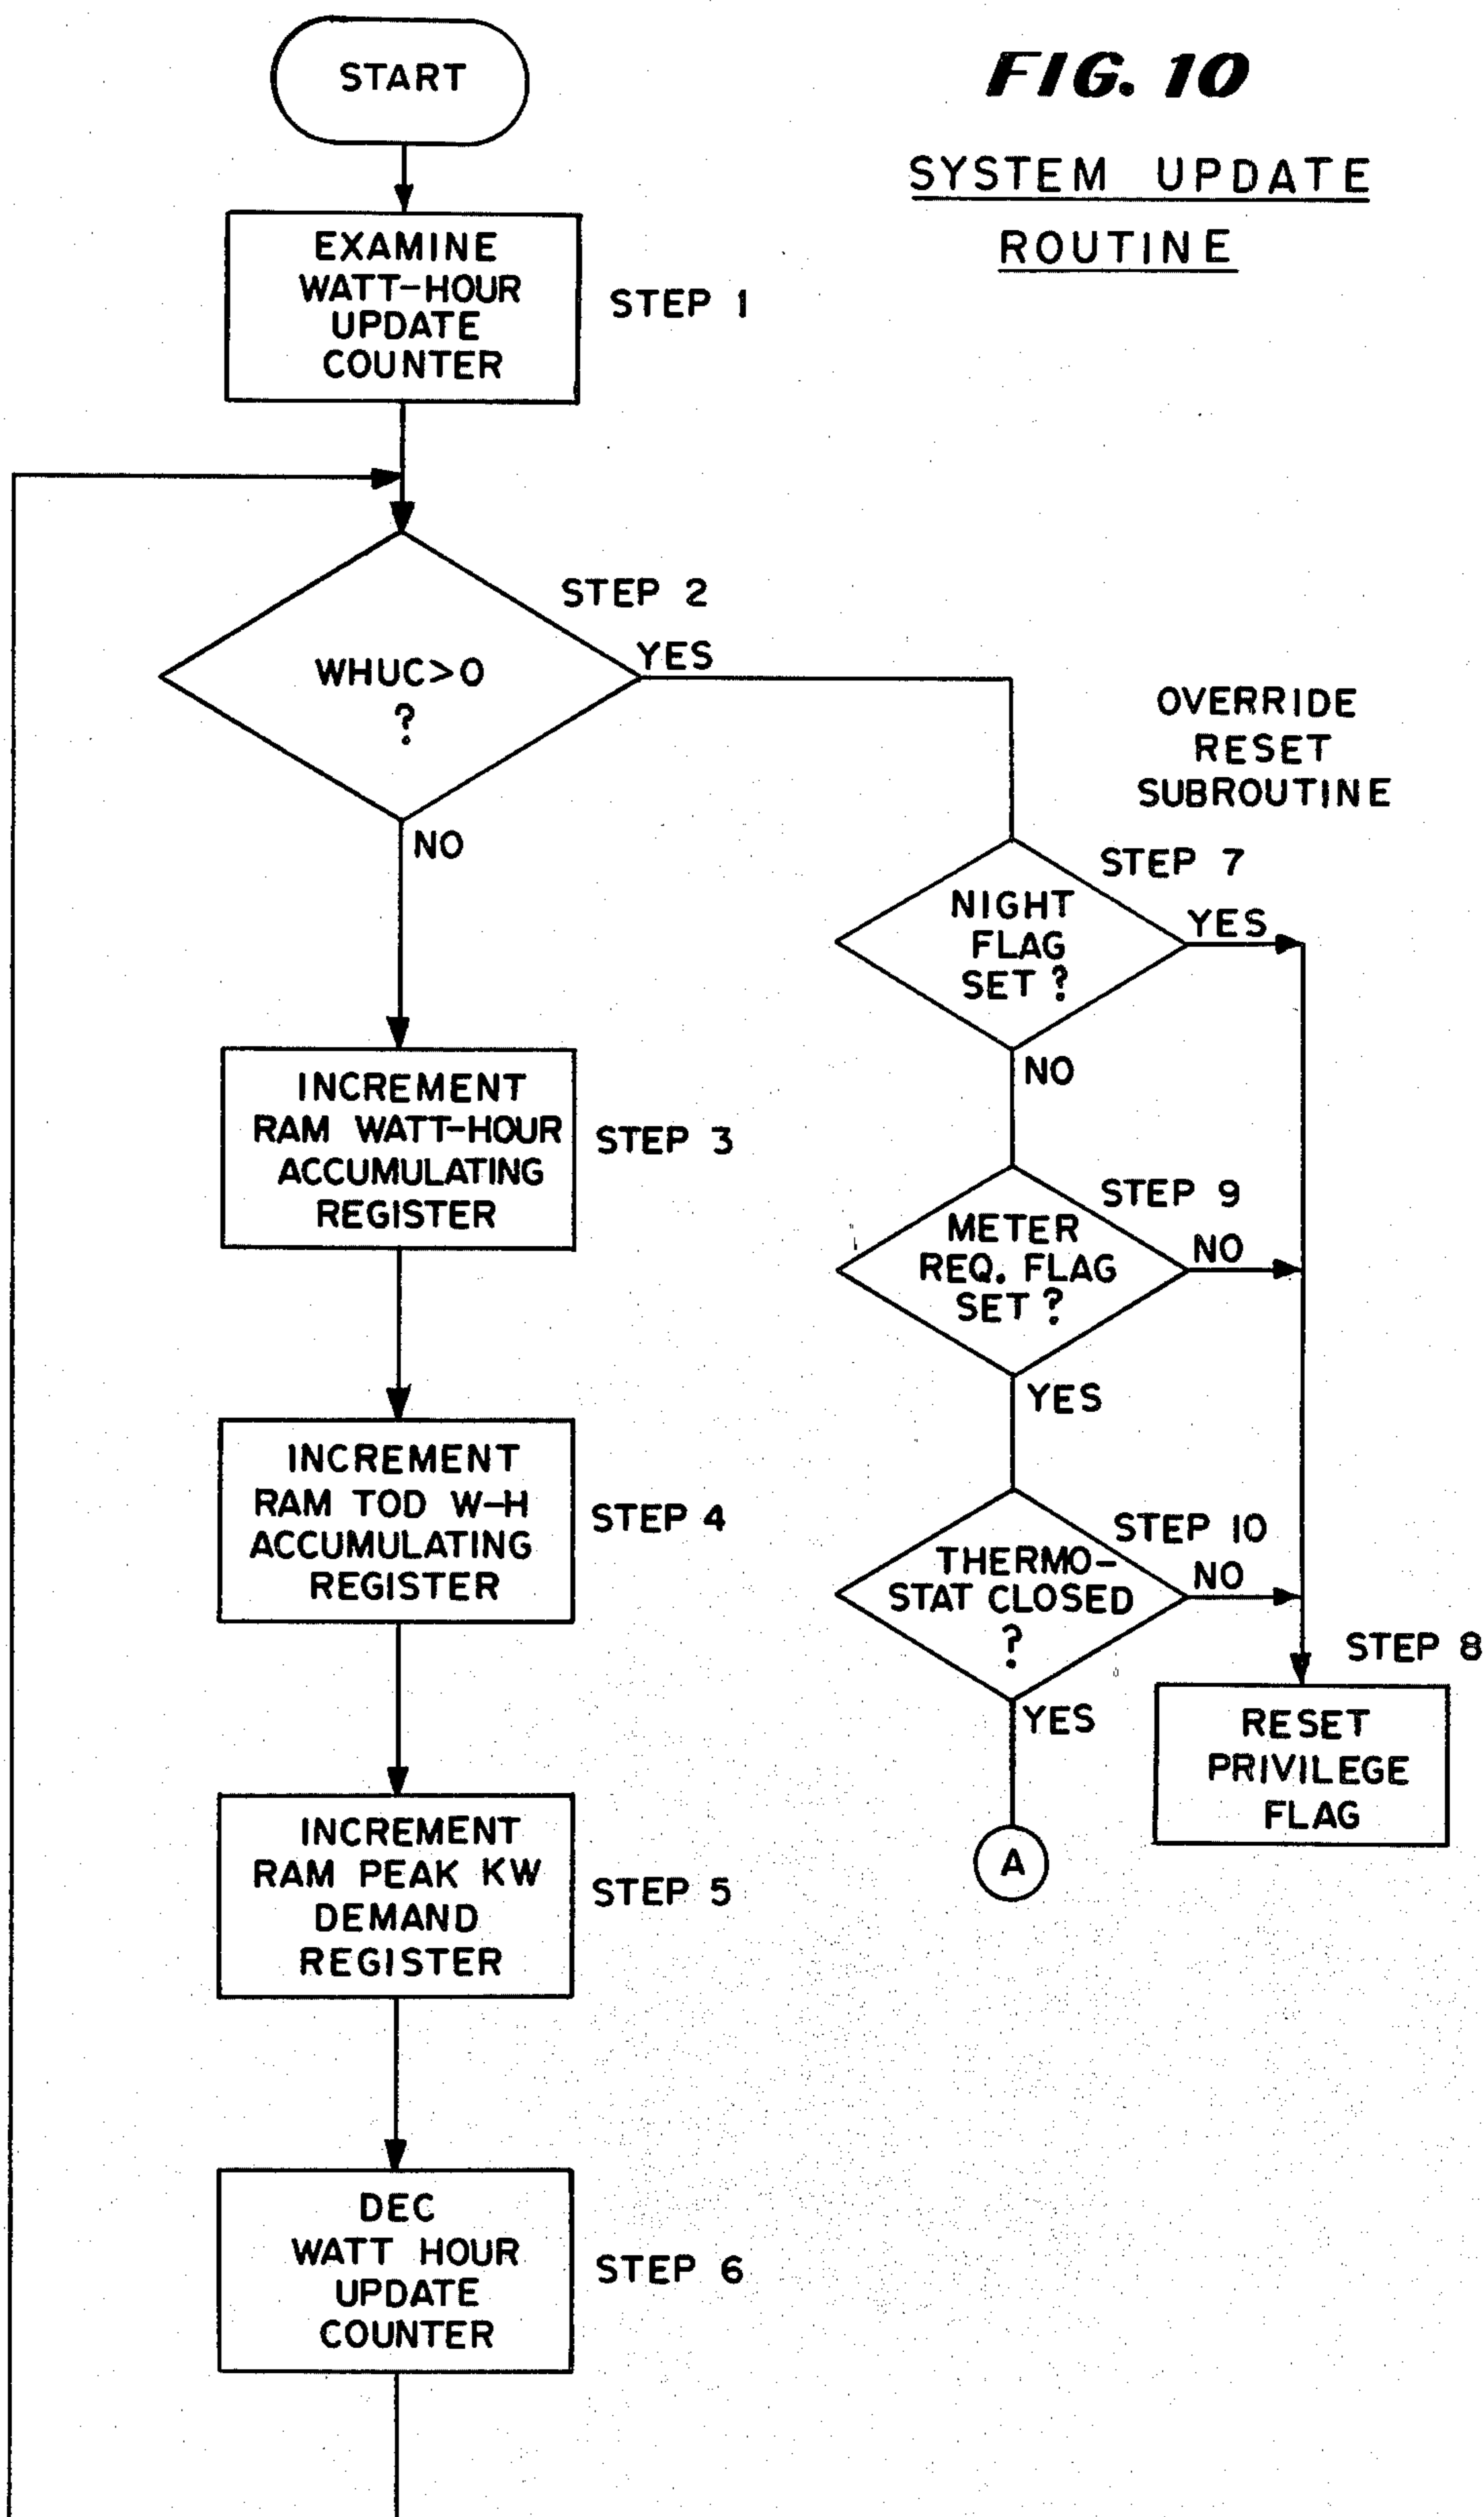 START
FIG. 10
SYSTEM UPDATE
ROUTINE
EXAMINE
WATT-HOUR
UPDATE
COUNTER
STEP 1
STEP 2
WHUC>0
?
YES
NO
OVERRIDE
RESET
SUBROUTINE
STEP 7
NIGHT
FLAG
SET ?
YES
NO
INCREMENT
RAM WATT-HOUR
ACCUMULATING
REGISTER
STEP 3
STEP 9
METER
REQ. FLAG
SET ?
NO
YES
INCREMENT
RAM TOD W-H
ACCUMULATING
REGISTER
STEP 4
STEP 10
THERMO-
STAT CLOSED
?
NO
YES
STEP 8
RESET
PRIVILEGE
FLAG
A
INCREMENT
RAM PEAK KW
DEMAND
REGISTER
STEP 5
DEC
WATT HOUR
UPDATE
COUNTER
STEP 6